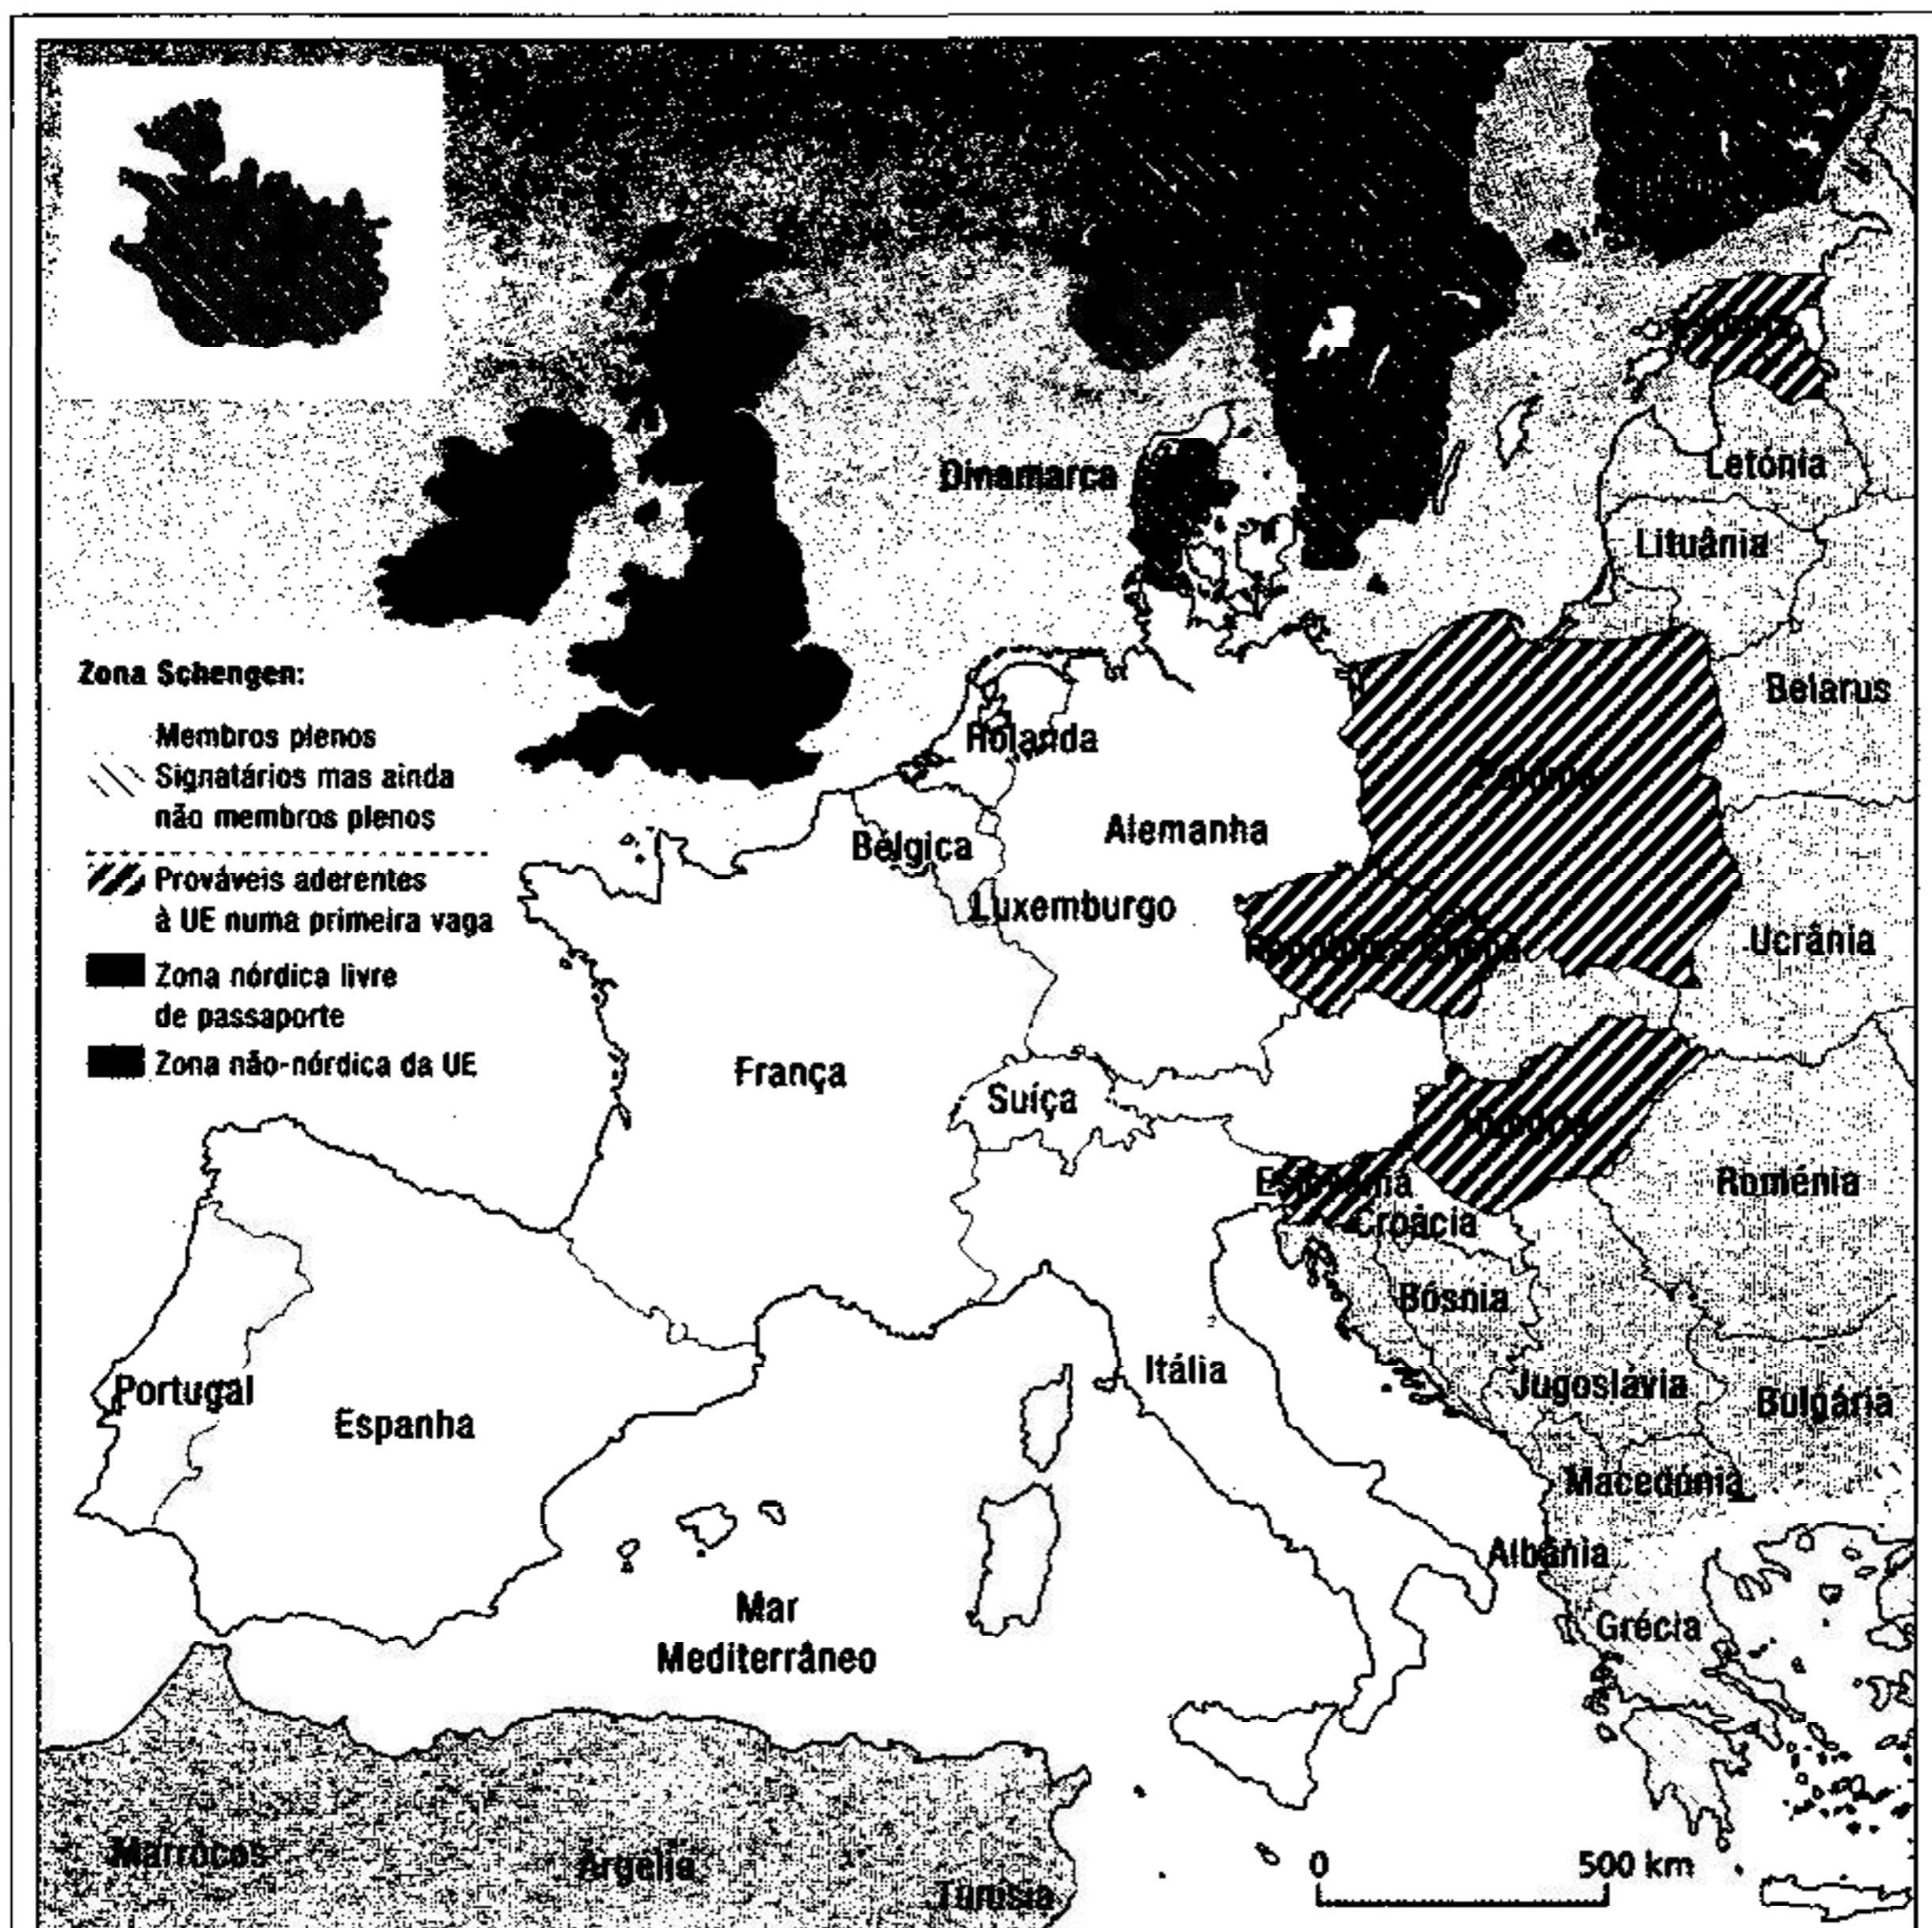 Dinamarca
Letónia
Lituânia
Zona Schengen:
Belarus
Membros plenos
Holanda
Signatários mas ainda
não membros plenos
Alemanha
Bélgica
Prováveis aderentes
à UE numa primeira vaga
Luxemburgo
Ucrânia
Zona nórdica livre
de passaporte
Zona não-nórdica da UE
França
Suíça
Roménia
Croácia
Bósnia
Itália
Portugal
Espanha
Jugoslávia
Bulgária
Macedónia
Albânia
Mar
Mediterrâneo
Grécia
Marrocos
Argélia
Tunísia
0 500 km